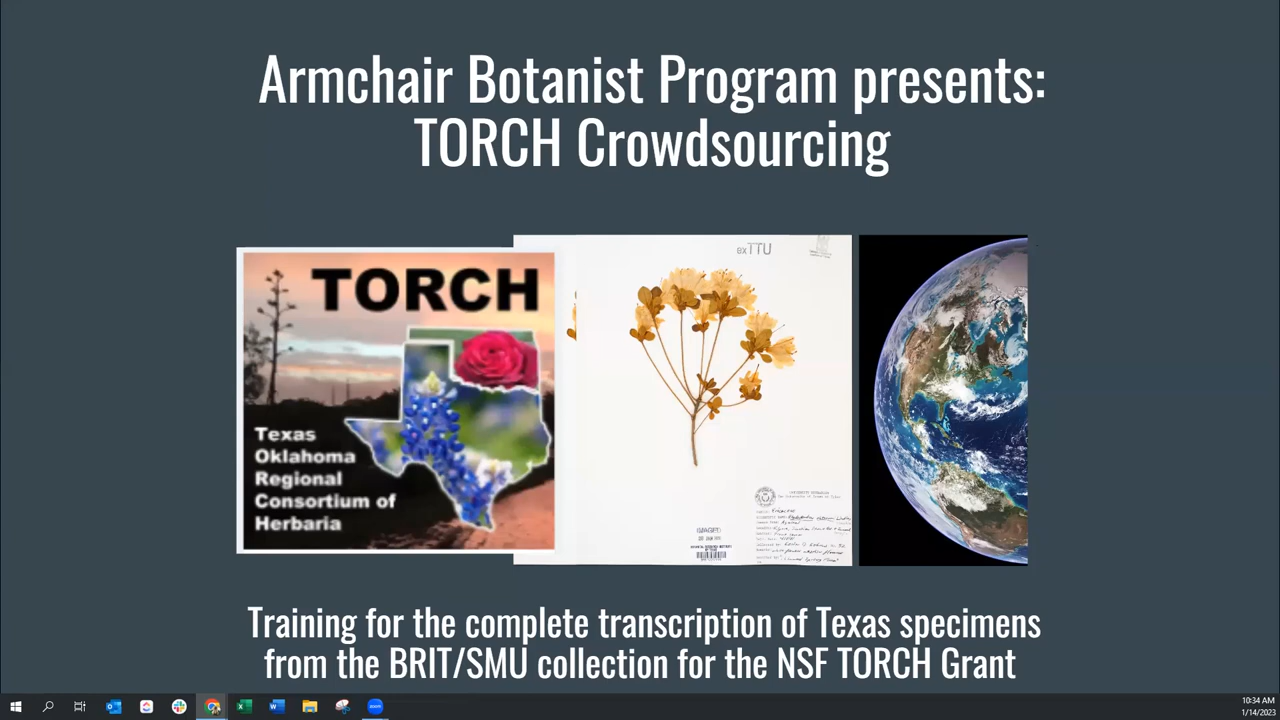 Armchair Botanist Program presents:
TORCH Crowdsourcing
TORCH
Texas
Oklahoma
Regional
Consortium of
Herbaria
exTTU
IMAGED
Training for the complete transcription of Texas specimens
from the BRIT/SMU collection for the NSF TORCH Grant
10:34 AM
1/14/2023